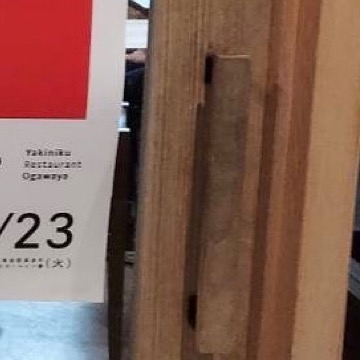 Yakiniku
Restaurant
Ogawaya
/23
(火)